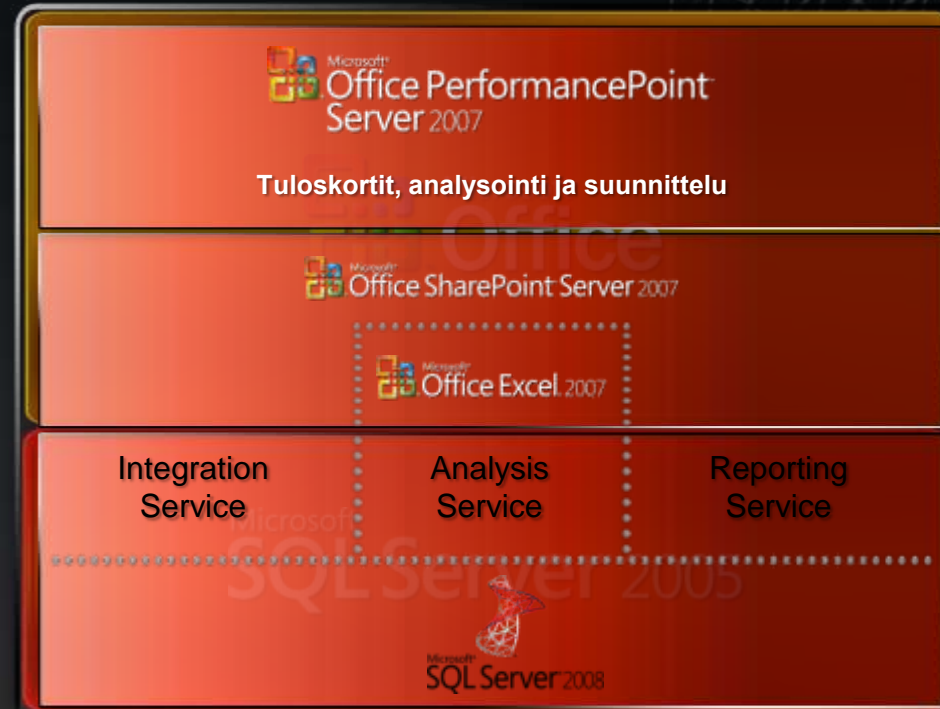 Microsoft
Office PerformancePoint
Server 2007
Tuloskortit, analysointi ja suunnittelu
Office
Microsoft
Office SharePoint Server 2007
Microsoft
Office Excel 2007
Integration
Service
Analysis
Service
Reporting
Service
Microsoft
SQL Server 2005
Microsoft
SQL Server 2008